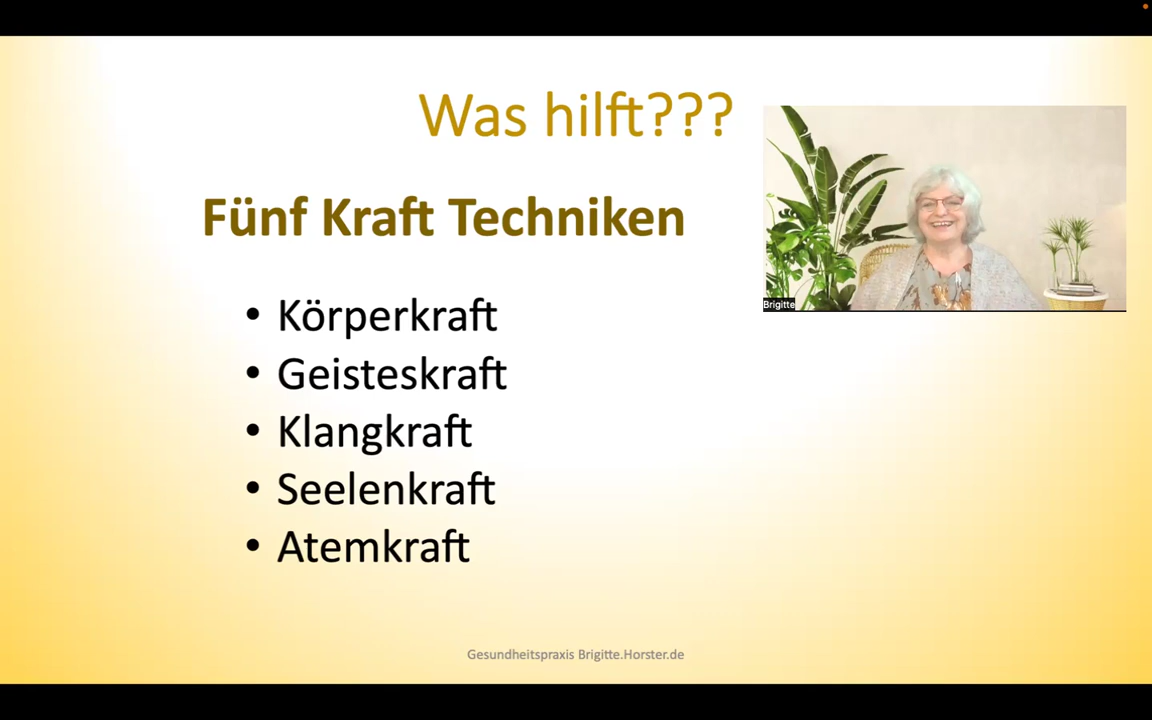 Was hilft???
Fünf Kraft Techniken
• Körperkraft
• Geisteskraft
• Klangkraft
• Seelenkraft
• Atemkraft
Brigitte
Gesundheitspraxis Brigitte.Horster.de